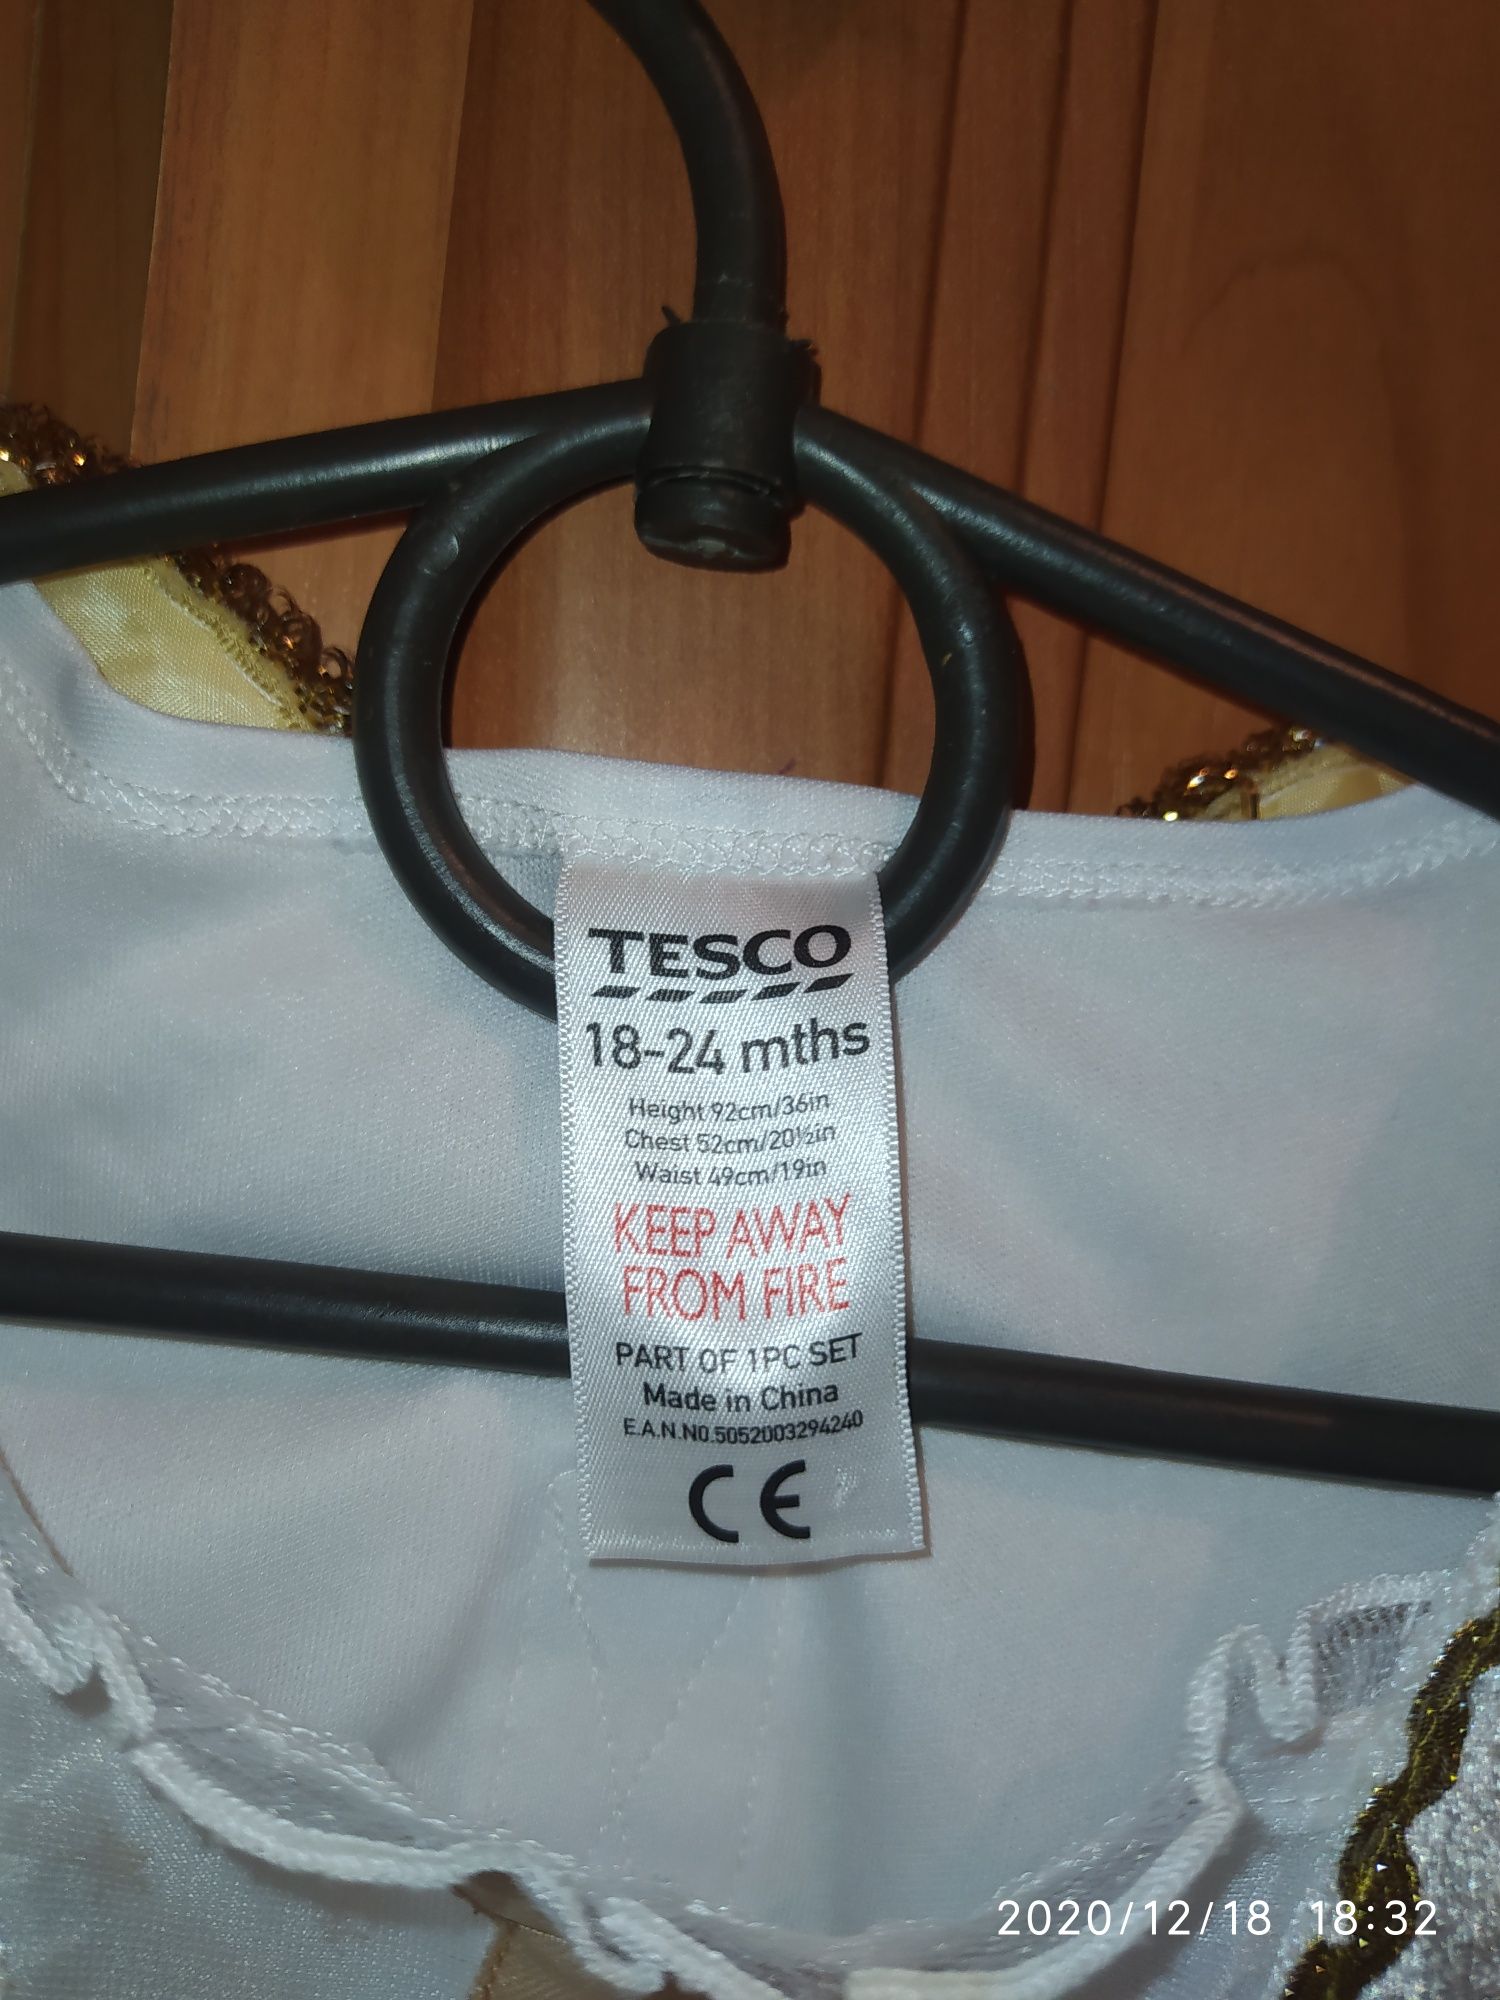 TESCO
18-24 mths
Height 92cm/36in
Chest 52cm/20½in
Waist 49cm/19in
KEEP AWAY
FROM FIRE
PART OF 1PC SET
Made in China
E.A.N.NO.5052003294240
CE
2020/12/18 18:32